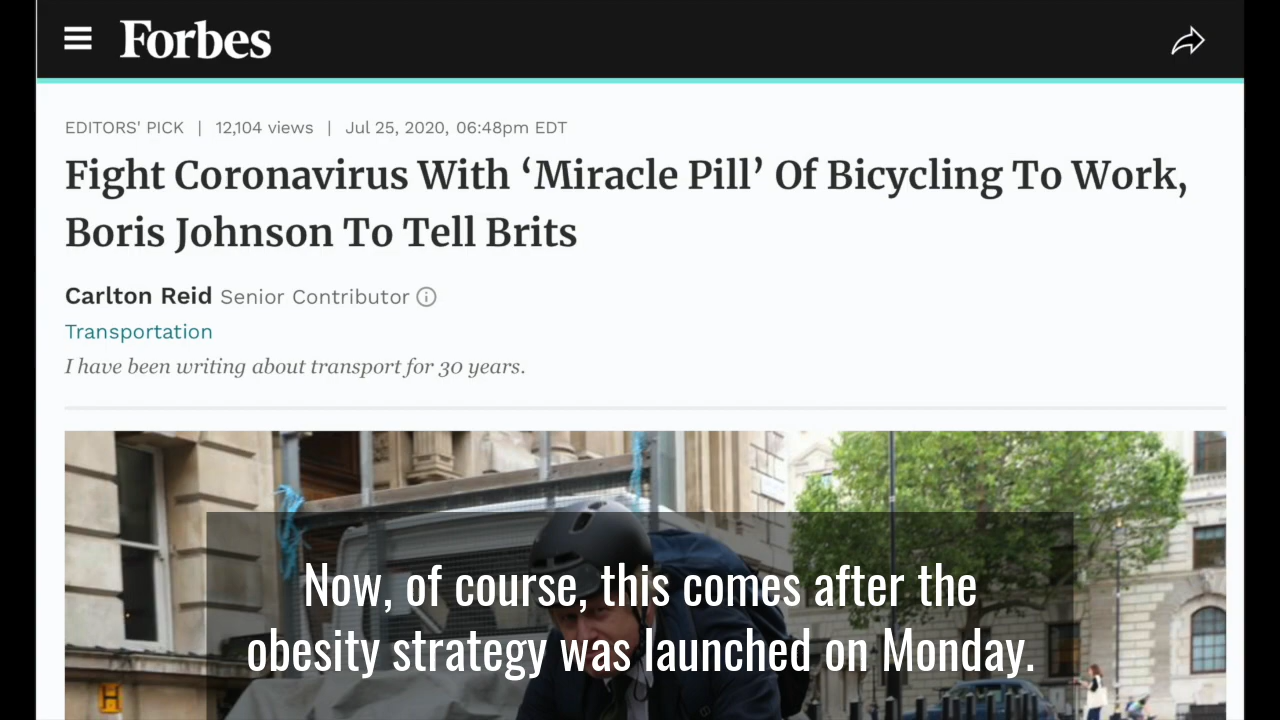 Forbes
EDITORS' PICK | 12,104 views | Jul 25, 2020, 06:48pm EDT
Fight Coronavirus With ‘Miracle Pill’ Of Bicycling To Work,
Boris Johnson To Tell Brits
Carlton Reid Senior Contributor
Transportation
I have been writing about transport for 30 years.
Now, of course, this comes after the
obesity strategy was launched on Monday.
H